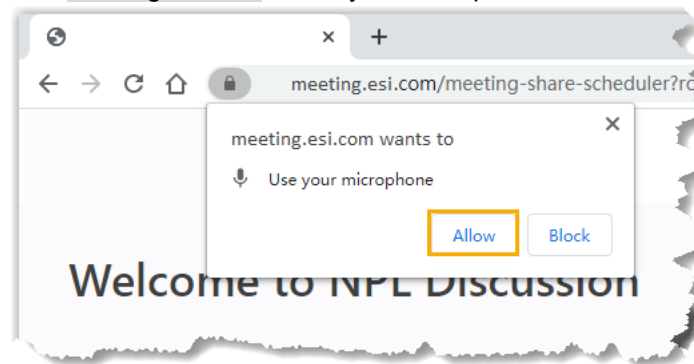 meeting.esi.com/meeting-share-scheduler?r
meeting.esi.com wants to
Use your microphone
Allow
Block
Welcome to NPL Discussion